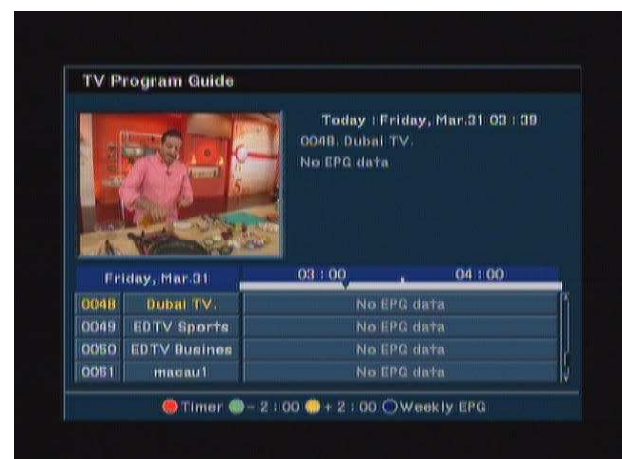 TV Program Guide
Today : Friday, Mar.31 03 : 39
0048. Dubai TV.
No EPG data
Friday, Mar.31 03 : 00 04 : 00
0048 Dubai TV. No EPG data
0049 EDTV Sports No EPG data
0050 EDTV Busines No EPG data
0051 macau1 No EPG data
Timer - 2 : 00 + 2 : 00 Weekly EPG